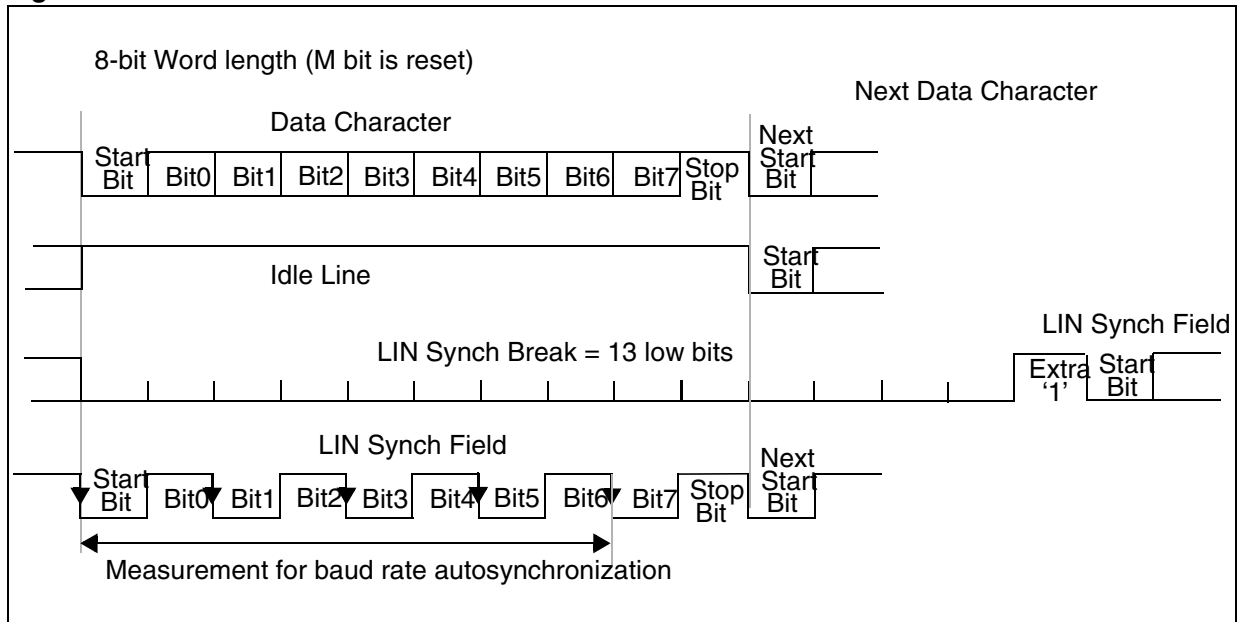 8-bit Word length (M bit is reset)
Next Data Character
Data Character
Start Bit Bit0 Bit1 Bit2 Bit3 Bit4 Bit5 Bit6 Bit7 Stop Bit Next Start Bit
Idle Line
Start Bit
LIN Synch Field
LIN Synch Break = 13 low bits
Extra ‘1’ Start Bit
LIN Synch Field
Start Bit Bit0 Bit1 Bit2 Bit3 Bit4 Bit5 Bit6 Bit7 Stop Bit Next Start Bit
Measurement for baud rate autosynchronization